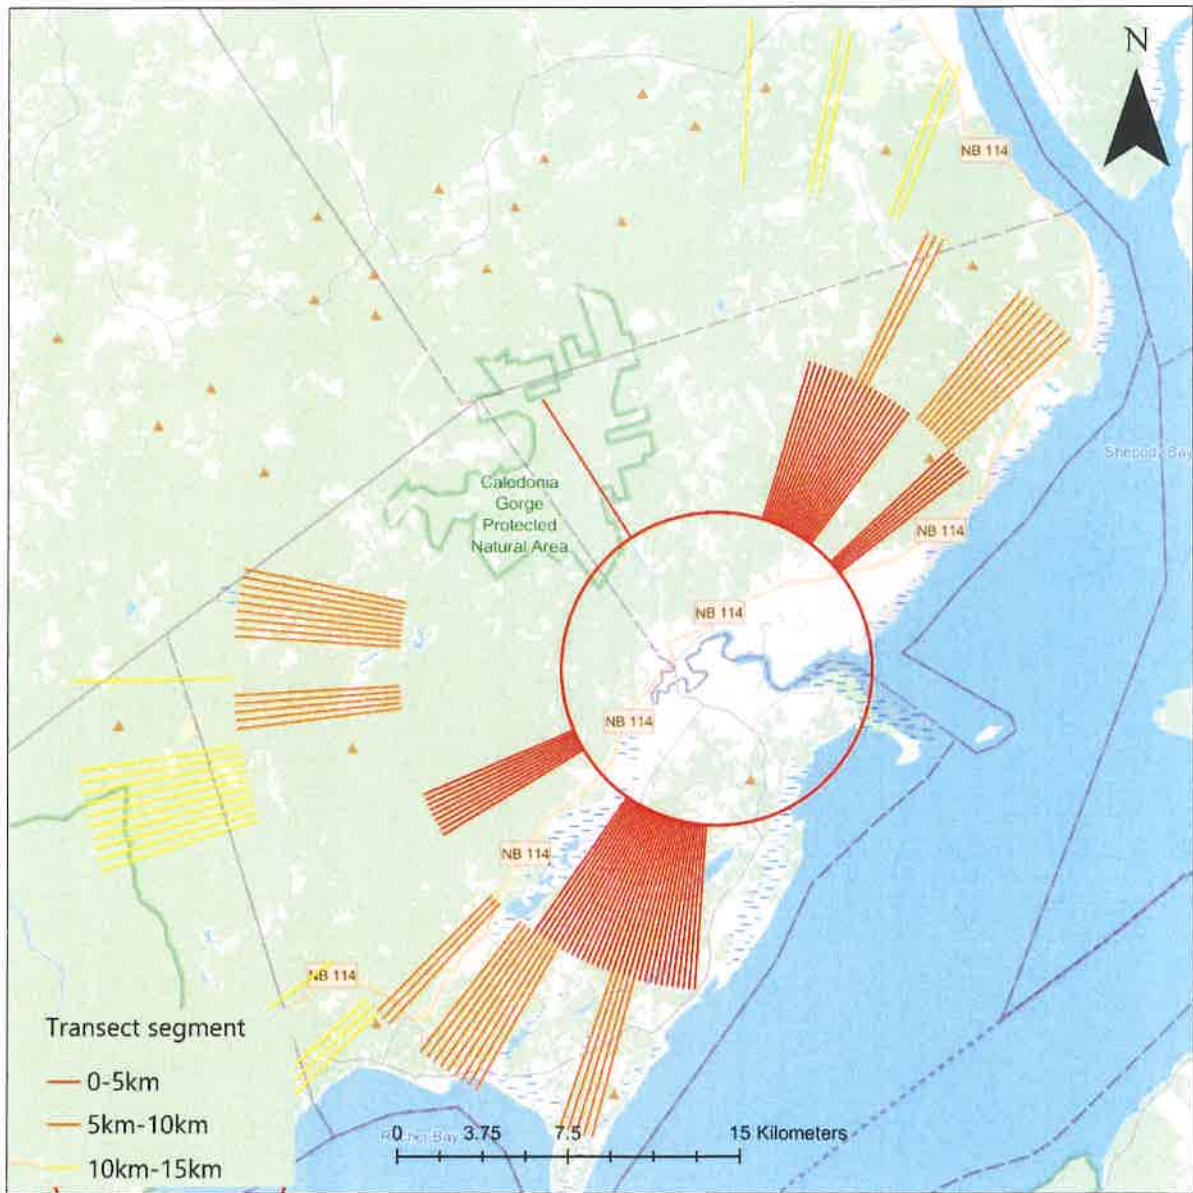 N
NB 114
Shepody Bay
Caledonia
Gorge
Protected
Natural Area
NB 114
NB 114
NB 114
NB 114
NB 114
Transect segment
0-5km
5km-10km
10km-15km
Bay
0 3.75 7.5 15 Kilometers